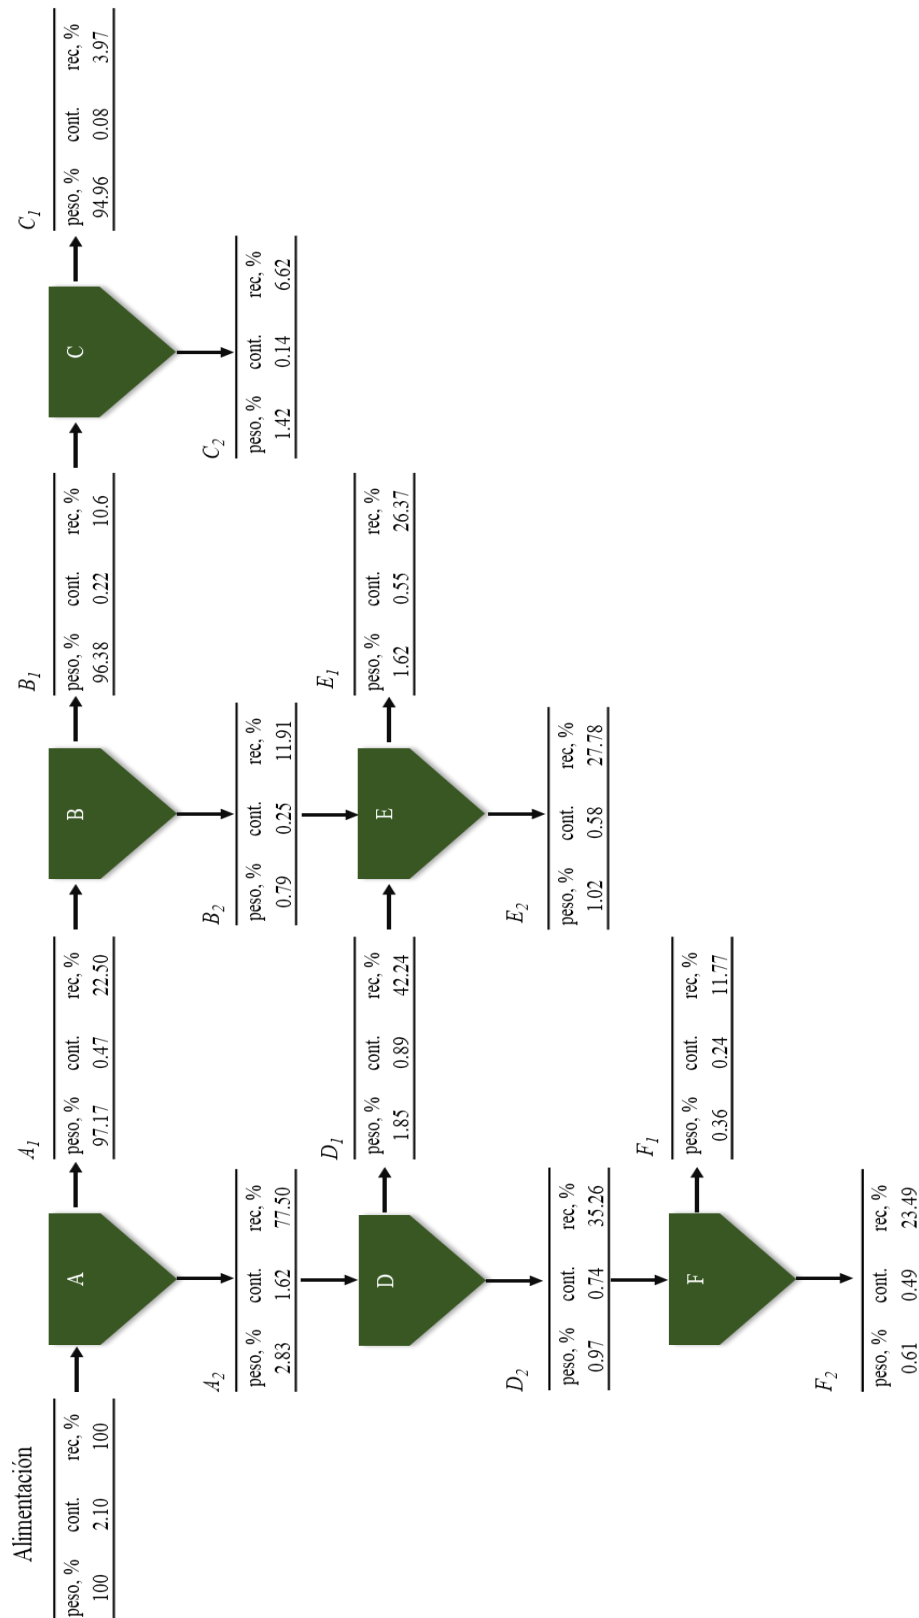 Alimentación
peso, % cont. rec, %
100 2.10 100
A
A1
peso, % cont. rec, %
97.17 0.47 22.50
B
B1
peso, % cont. rec, %
96.38 0.22 10.6
C
C1
peso, % cont. rec, %
94.96 0.08 3.97
A2
peso, % cont. rec, %
2.83 1.62 77.50
B2
peso, % cont. rec, %
0.79 0.25 11.91
C2
peso, % cont. rec, %
1.42 0.14 6.62
D
D1
peso, % cont. rec, %
1.85 0.89 42.24
E
E1
peso, % cont. rec, %
1.62 0.55 26.37
D2
peso, % cont. rec, %
0.97 0.74 35.26
E2
peso, % cont. rec, %
1.02 0.58 27.78
F
F1
peso, % cont. rec, %
0.36 0.24 11.77
F2
peso, % cont. rec, %
0.61 0.49 23.49